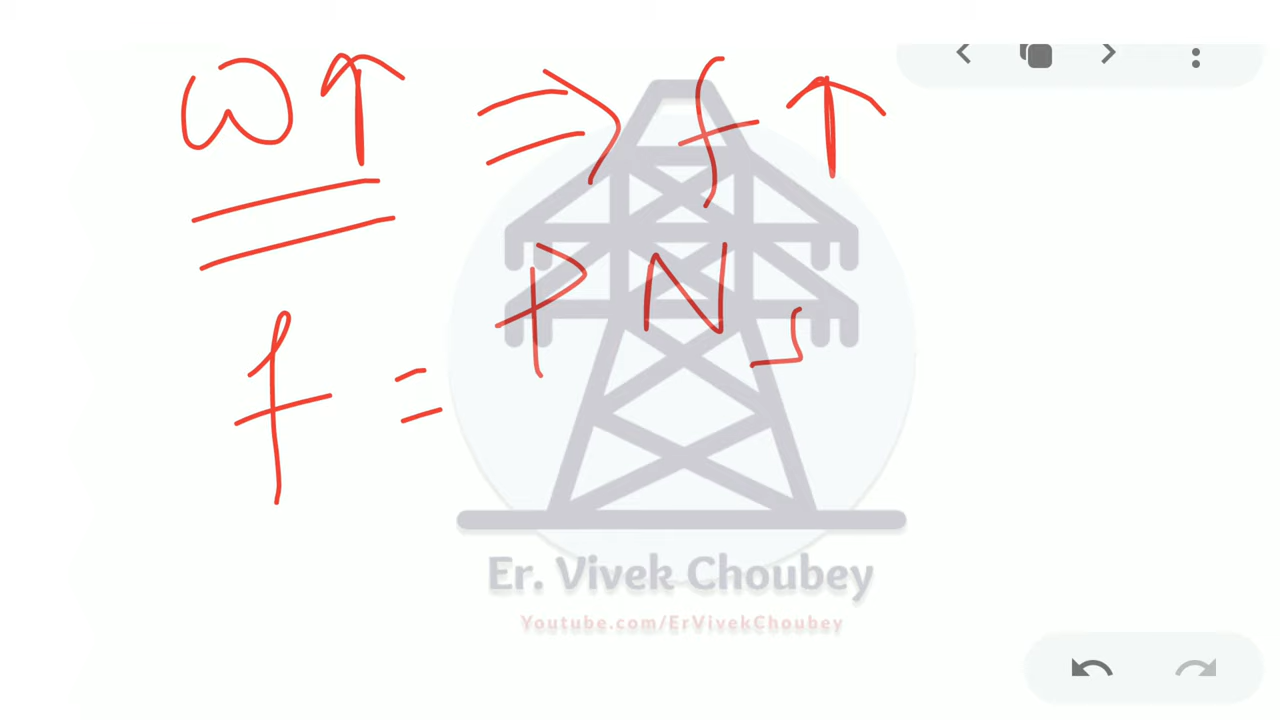 ω↑ ⇒ f↑
f = PNs
Er. Vivek Choubey
Youtube.com/ErVivekChoubey